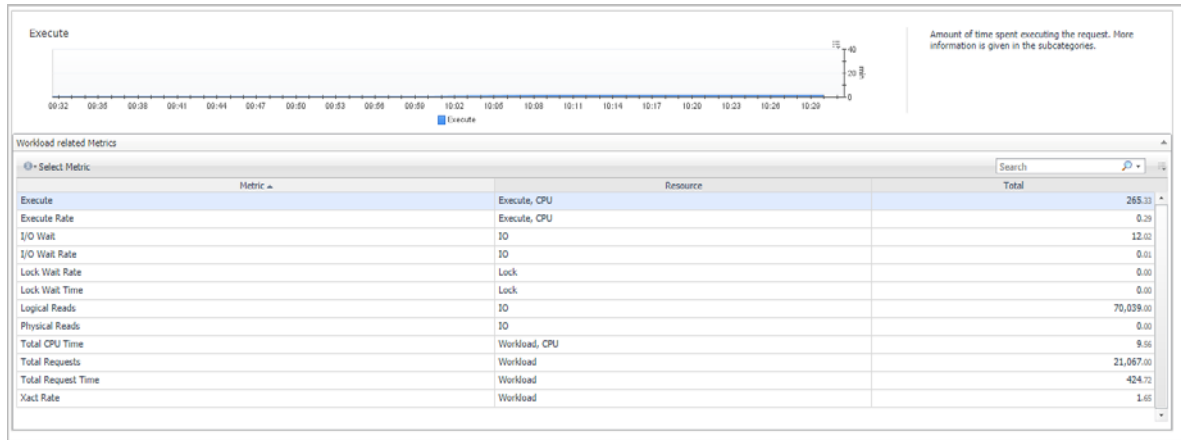 Execute
Amount of time spent executing the request. More
information is given in the subcategories.
40
20
min
0
09:32 09:35 09:38 09:41 09:44 09:47 09:50 09:53 09:56 09:59 10:02 10:05 10:08 10:11 10:14 10:17 10:20 10:23 10:26 10:29
Execute
Workload related Metrics
Select Metric Search
Metric Resource Total
Execute Execute, CPU 265.33
Execute Rate Execute, CPU 0.29
I/O Wait IO 12.02
I/O Wait Rate IO 0.01
Lock Wait Rate Lock 0.00
Lock Wait Time Lock 0.00
Logical Reads IO 70,039.00
Physical Reads IO 0.00
Total CPU Time Workload, CPU 9.56
Total Requests Workload 21,067.00
Total Request Time Workload 424.72
Xact Rate Workload 1.65